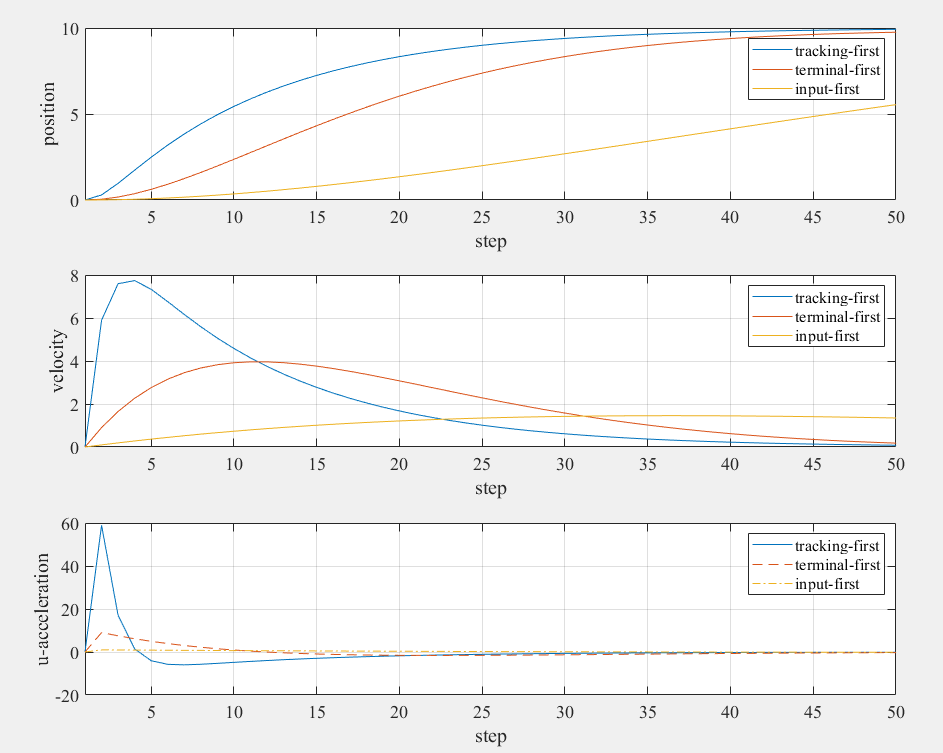 10
5
0
position
tracking-first
terminal-first
input-first
5 10 15 20 25 30 35 40 45 50
step
8
6
4
2
0
velocity
tracking-first
terminal-first
input-first
5 10 15 20 25 30 35 40 45 50
step
60
40
20
0
-20
u-acceleration
tracking-first
terminal-first
input-first
5 10 15 20 25 30 35 40 45 50
step